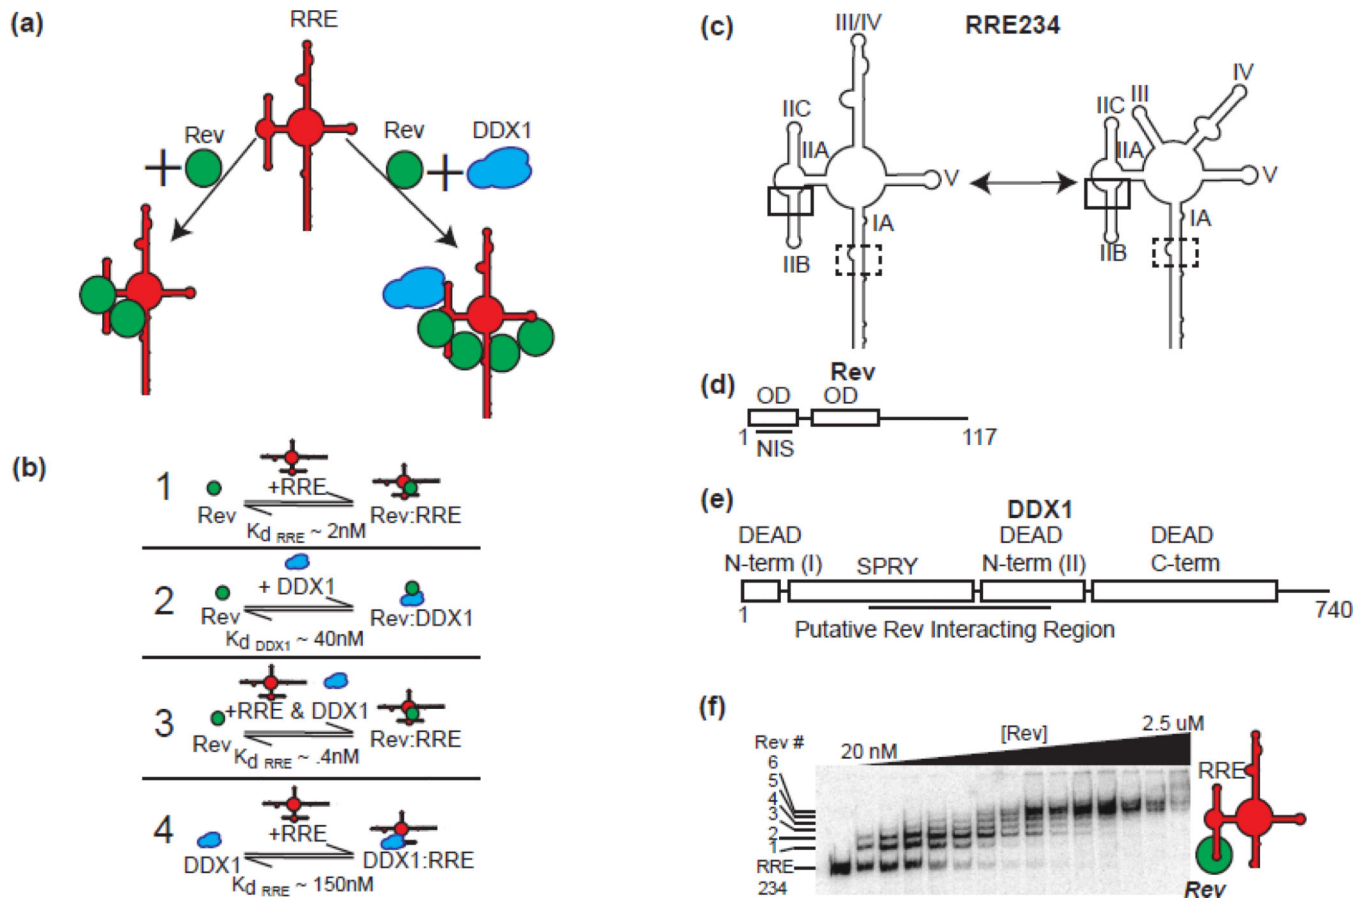 (a)
RRE
Rev
Rev
DDX1
(b)
1
Rev
+RRE
Kd RRE ~ 2nM
Rev:RRE
2
Rev
+ DDX1
Kd DDX1 ~ 40nM
Rev:DDX1
3
Rev
+RRE & DDX1
Kd RRE ~ .4nM
Rev:RRE
4
DDX1
+RRE
Kd RRE ~ 150nM
DDX1:RRE
(c)
RRE234
III/IV
IIC
IIA
V
IA
IIB
IV
III
IIC
IIA
V
IA
IIB
(d)
Rev
OD
OD
1
NIS
117
(e)
DDX1
DEAD
N-term (I)
SPRY
DEAD
N-term (II)
DEAD
C-term
1
740
Putative Rev Interacting Region
(f)
Rev #
20 nM
[Rev]
2.5 uM
6
5
4
3
2
1
RRE
234
RRE
Rev